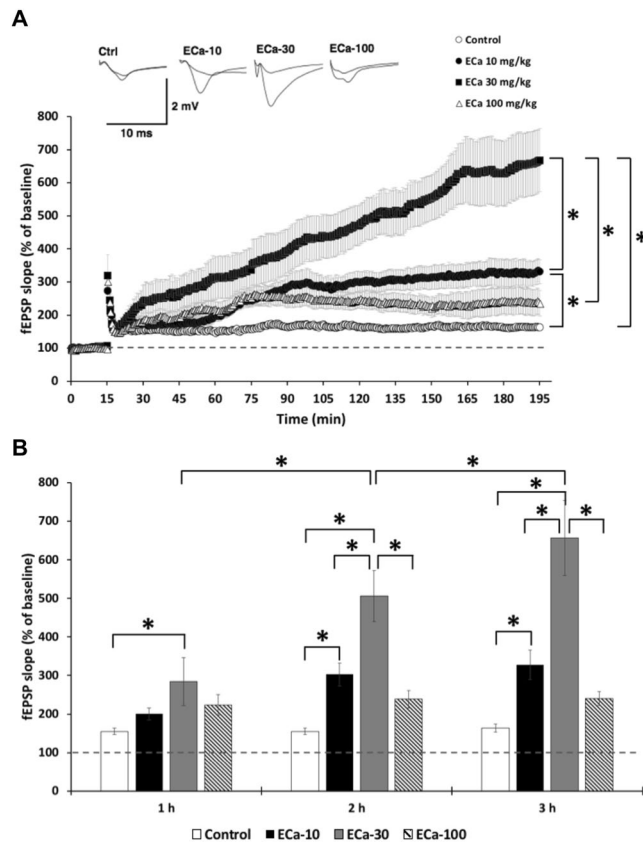 A
Ctrl ECa-10 ECa-30 ECa-100
2 mV
10 ms
Control
ECa 10 mg/kg
ECa 30 mg/kg
ECa 100 mg/kg
fEPSP slope (% of baseline)
800
700
600
500
400
300
200
100
0
* * * *
0 15 30 45 60 75 90 105 120 135 150 165 180 195
Time (min)
B
fEPSP slope (% of baseline)
800
700
600
500
400
300
200
100
0
* *
*
* * *
* *
* * *
*
1 h 2 h 3 h
Control ECa-10 ECa-30 ECa-100